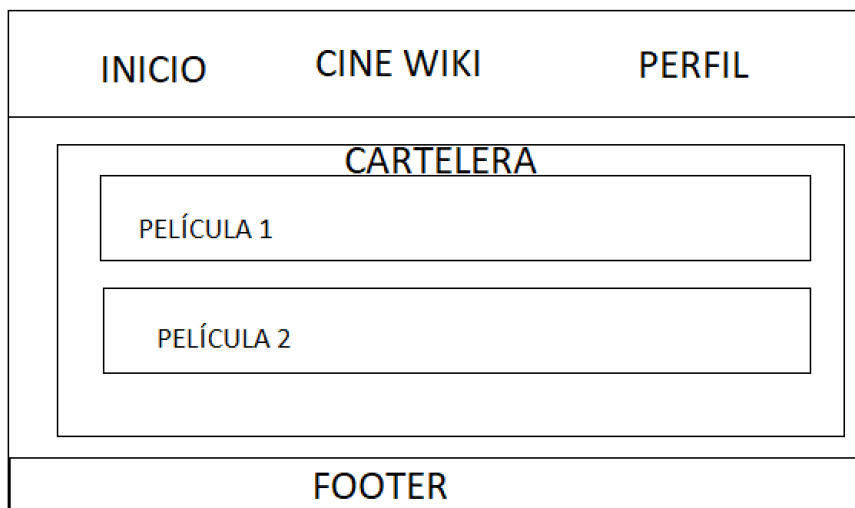 INICIO CINE WIKI PERFIL
CARTELERA
PELÍCULA 1
PELÍCULA 2
FOOTER